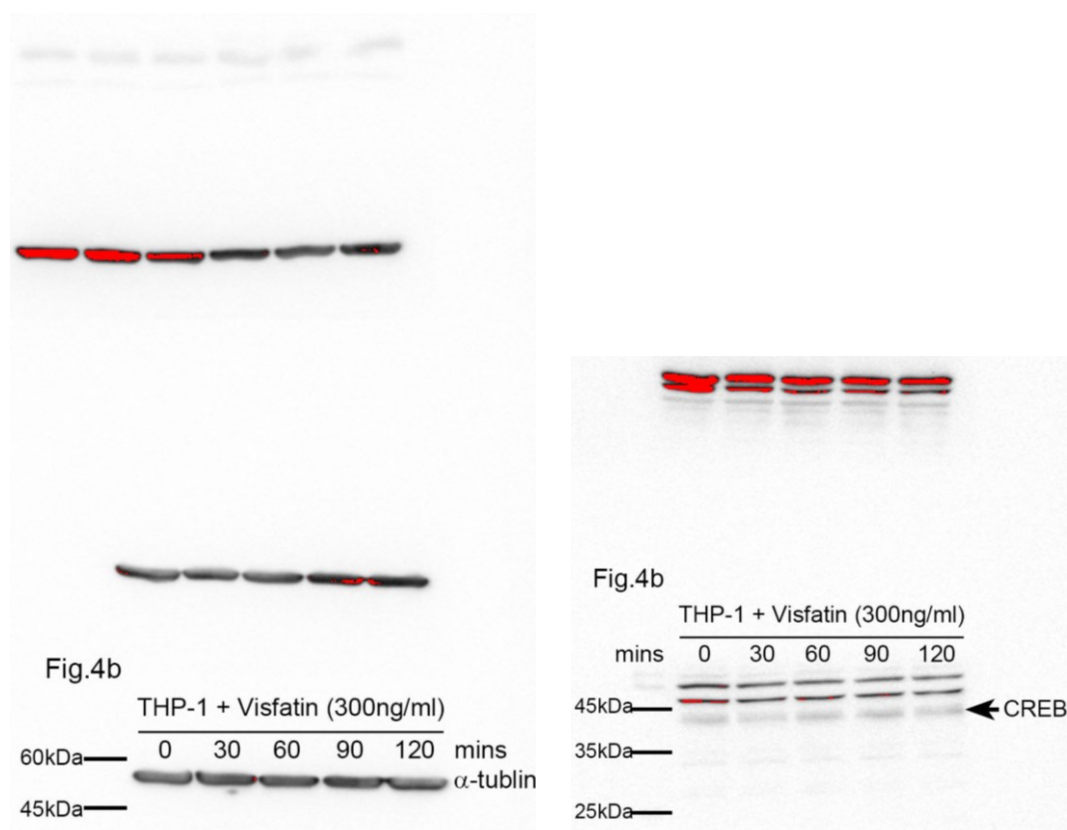 Fig.4b
THP-1 + Visfatin (300ng/ml)
0 30 60 90 120 mins
60kDa
α-tublin
45kDa
Fig.4b
THP-1 + Visfatin (300ng/ml)
mins 0 30 60 90 120
45kDa CREB
35kDa
25kDa